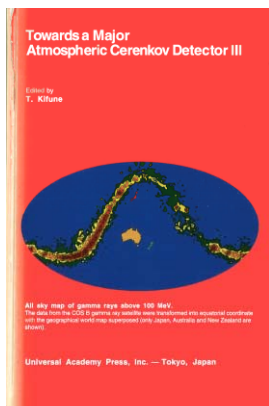 Towards a Major
Atmospheric Cerenkov Detector III
Edited by
T. Kifune
All sky map of gamma rays above 100 MeV.
The data from the COS B gamma ray satellite were transformed into equatorial coordinate
with the geographical world map superposed (only Japan, Australia and New Zealand are
shown).
Universal Academy Press, Inc. — Tokyo, Japan